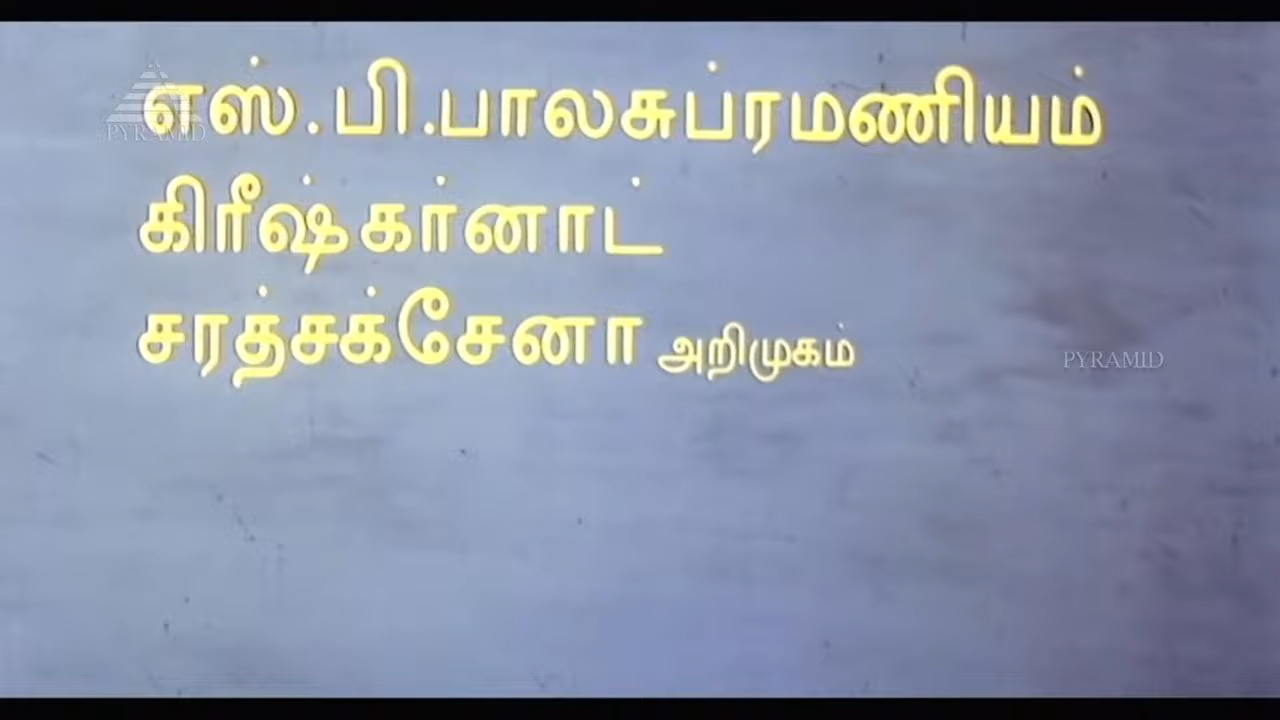 எஸ்.பி.பாலசுப்ரமணியம்
கிரீஷ்கர்னாட்
சரத்சக்சேனா அறிமுகம்
PYRAMID
PYRAMID